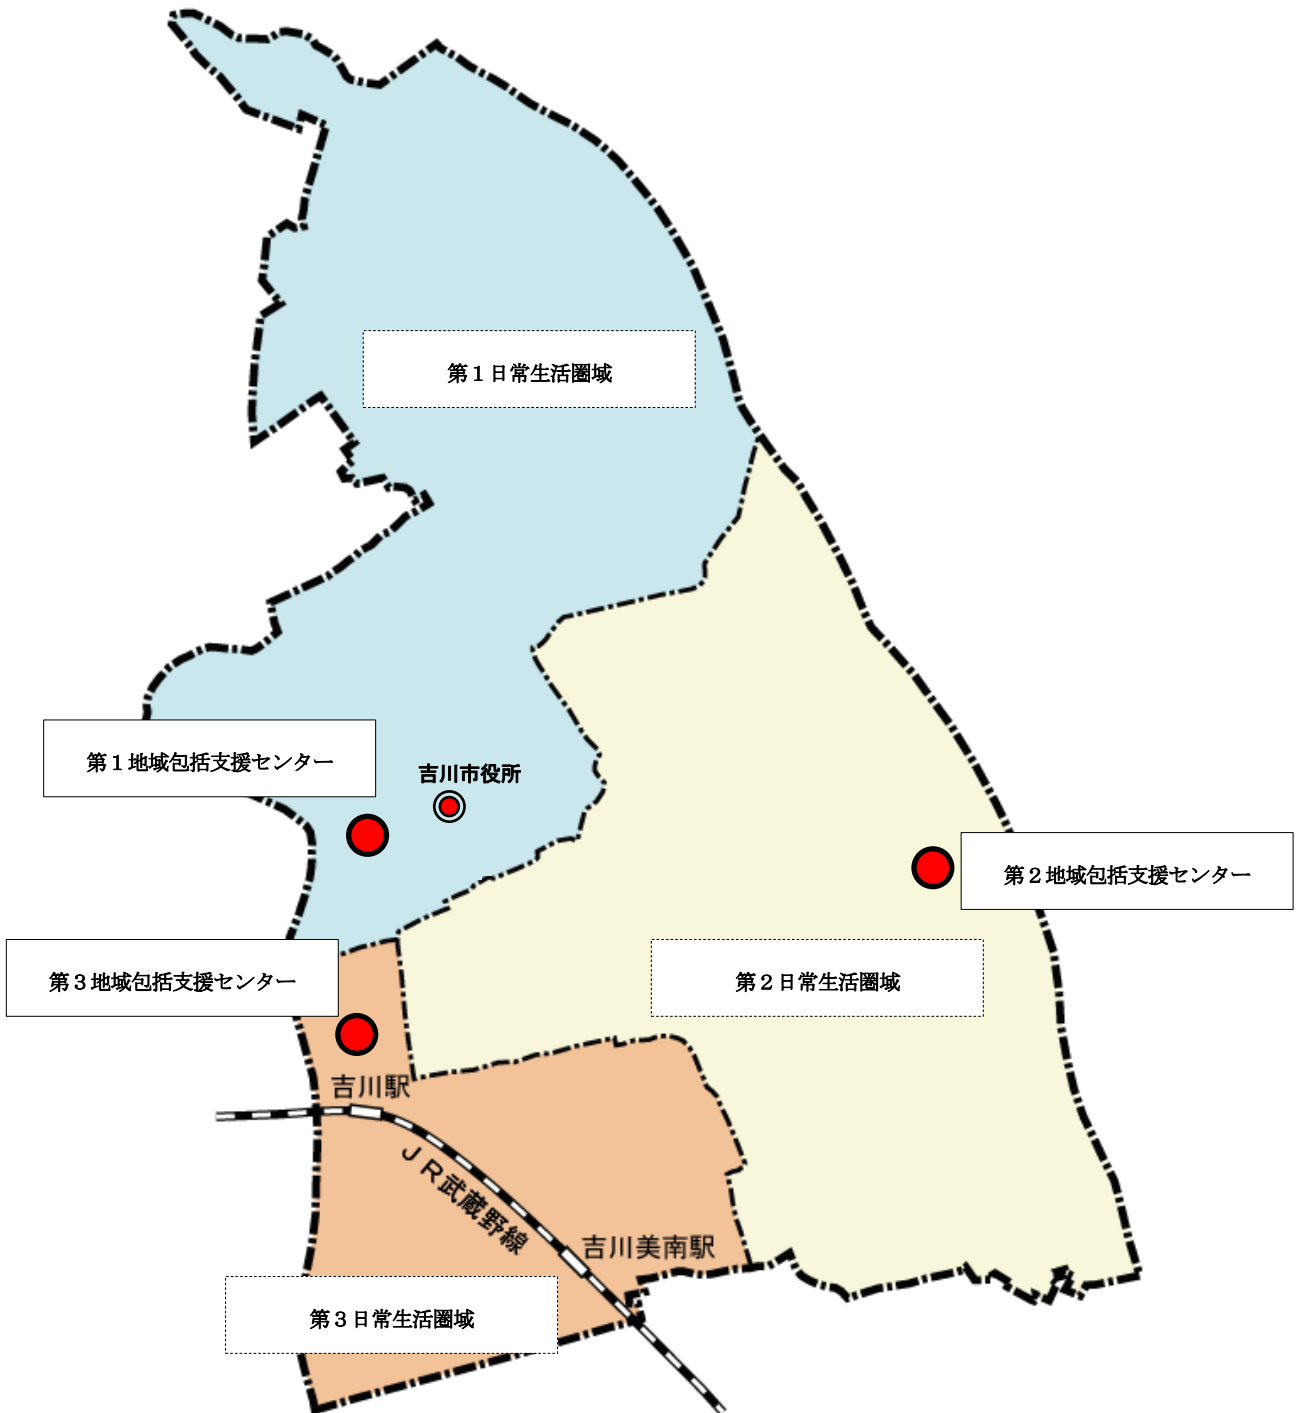 第１日常生活圏域
第１地域包括支援センター
吉川市役所
第２地域包括支援センター
第３地域包括支援センター
第２日常生活圏域
吉川駅
ＪＲ武蔵野線
吉川美南駅
第３日常生活圏域